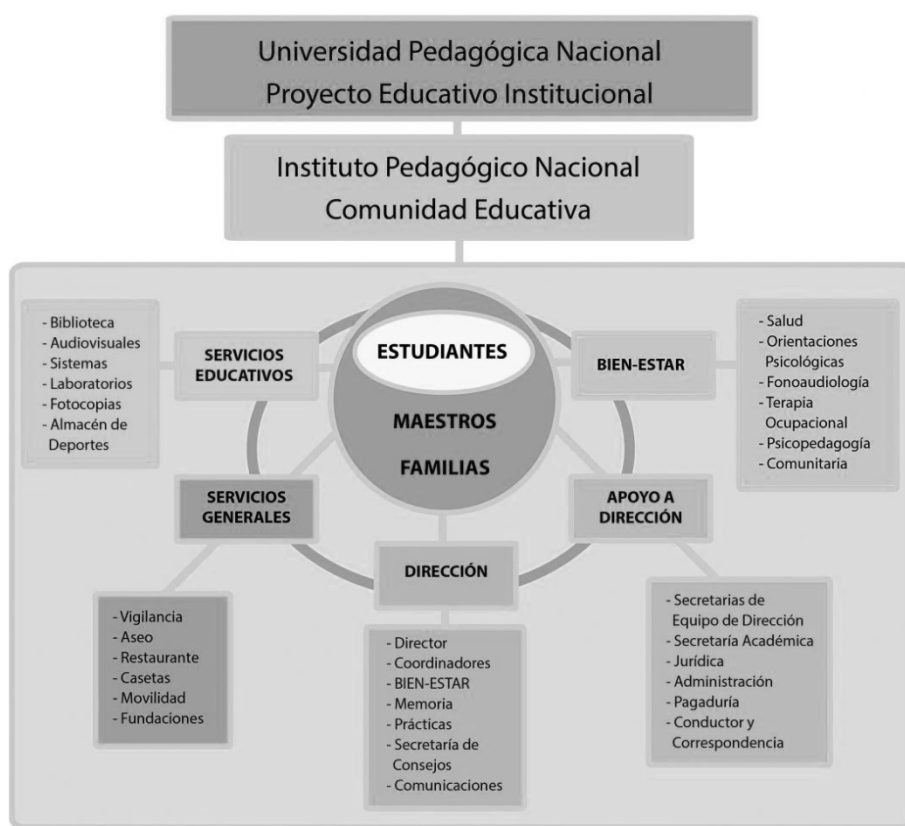 Universidad Pedagógica Nacional
Proyecto Educativo Institucional
Instituto Pedagógico Nacional
Comunidad Educativa
- Biblioteca
- Audiovisuales
- Sistemas
- Laboratorios
- Fotocopias
- Almacén de
Deportes
SERVICIOS
EDUCATIVOS
ESTUDIANTES
MAESTROS
FAMILIAS
BIEN-ESTAR
- Salud
- Orientaciones
Psicológicas
- Fonoaudiología
- Terapia
Ocupacional
- Psicopedagogía
- Comunitaria
SERVICIOS
GENERALES
DIRECCIÓN
APOYO A
DIRECCIÓN
- Vigilancia
- Aseo
- Restaurante
- Casetas
- Movilidad
- Fundaciones
- Director
- Coordinadores
- BIEN-ESTAR
- Memoria
- Prácticas
- Secretaría de
Consejos
- Comunicaciones
- Secretarias de
Equipo de Dirección
- Secretaría Académica
- Jurídica
- Administración
- Pagaduría
- Conductor y
Correspondencia